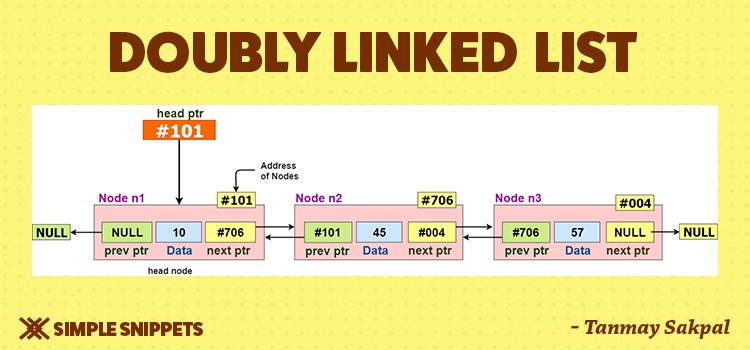 DOUBLY LINKED LIST
head ptr
#101
Address
of Nodes
Node n1
#101
Node n2
#706
Node n3
#004
NULL
NULL
10
#706
#101
45
#004
#706
57
NULL
NULL
prev ptr
Data
next ptr
prev ptr
Data
next ptr
prev ptr
Data
next ptr
head node
SIMPLE SNIPPETS
- Tanmay Sakpal